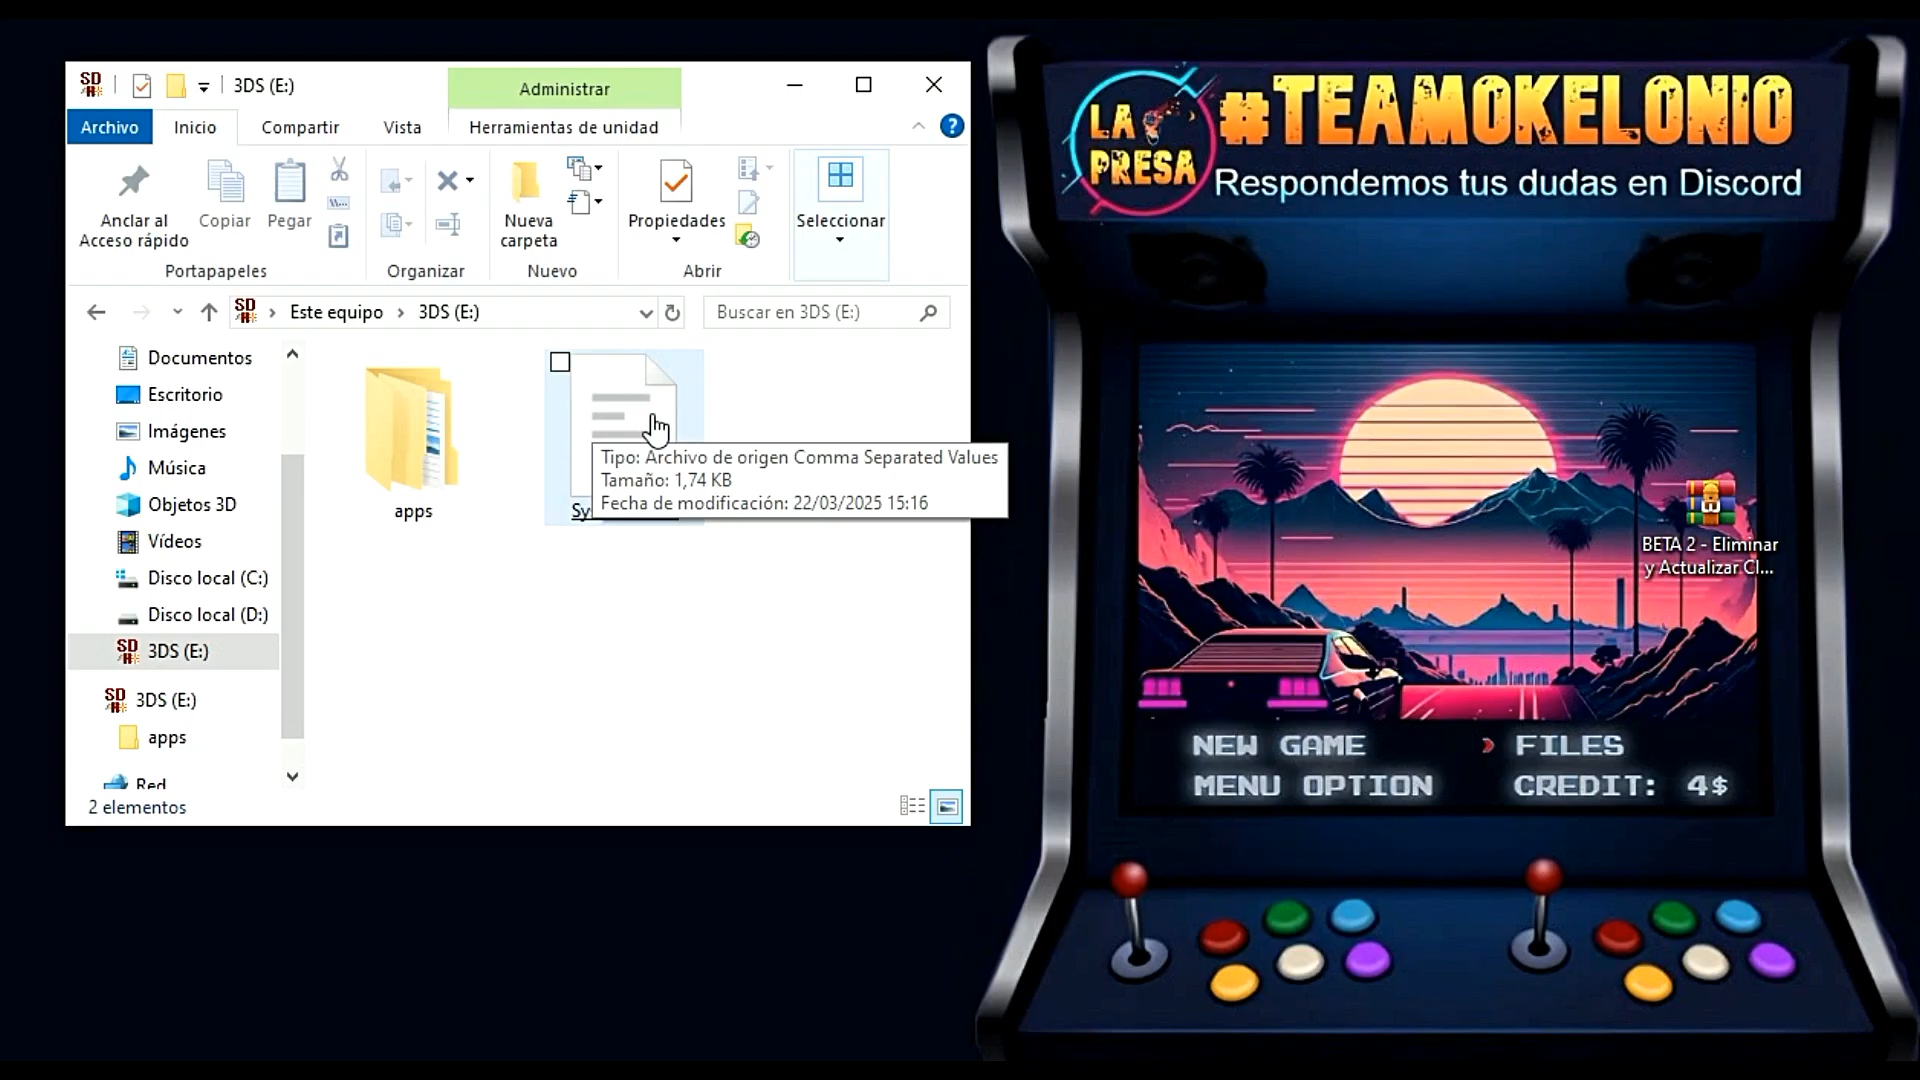 3DS (E:)
Administrar
Archivo
Inicio
Compartir
Vista
Herramientas de unidad
Anclar al
Acceso rápido
Copiar
Pegar
Nueva
carpeta
Propiedades
Seleccionar
Portapapeles
Organizar
Nuevo
Abrir
SD
Este equipo
3DS (E:)
Buscar en 3DS (E:)
Documentos
Escritorio
Imágenes
Música
Objetos 3D
Vídeos
Disco local (C:)
Disco local (D:)
SD
3DS (E:)
SD
3DS (E:)
apps
Red
2 elementos
apps
Tipo: Archivo de origen Comma Separated Values
Tamaño: 1,74 KB
Fecha de modificación: 22/03/2025 15:16
LA
PRESA
#TEAMOKELONIO
Respondemos tus dudas en Discord
BETA 2 - Eliminar
y Actualizar Cl...
NEW GAME
FILES
MENU OPTION
CREDIT: 4$